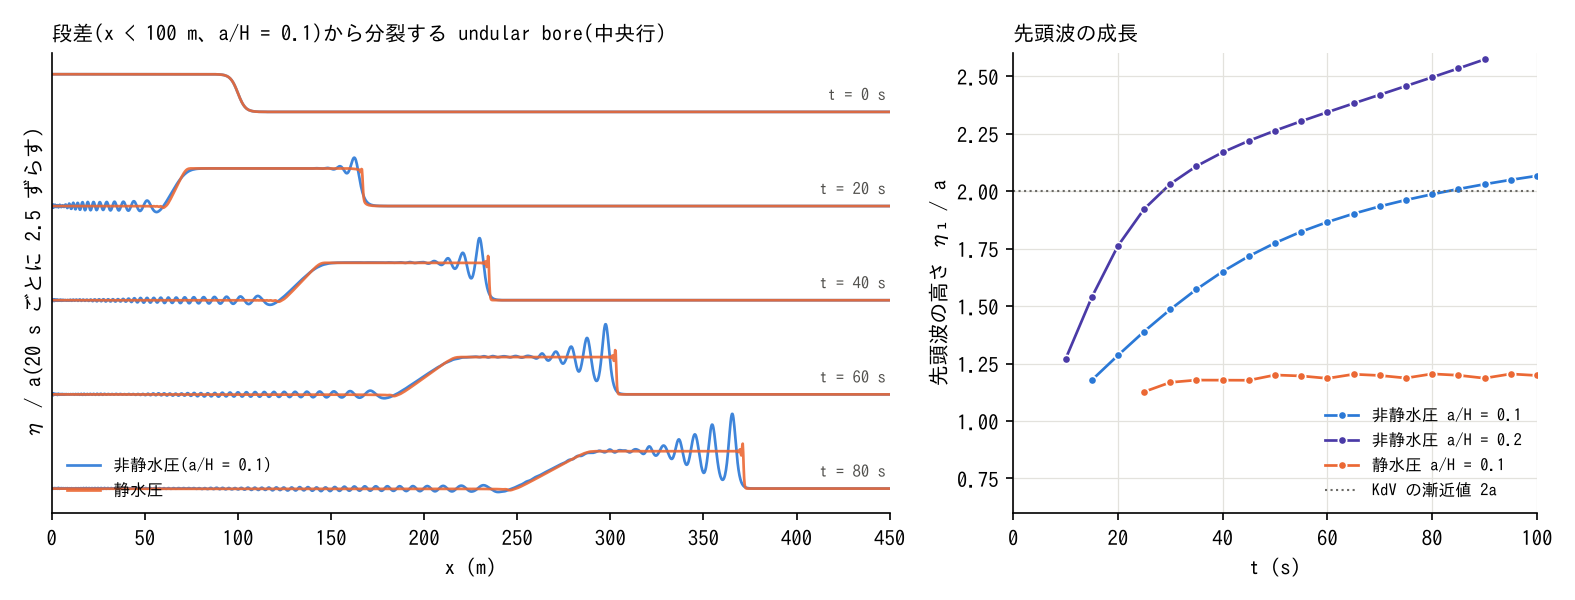 段差(x < 100 m、a/H = 0.1)から分裂する undular bore(中央行)
η / a(20 s ごとに 2.5 ずらす)
t = 0 s
t = 20 s
t = 40 s
t = 60 s
t = 80 s
非静水圧(a/H = 0.1)
静水圧
0 50 100 150 200 250 300 350 400 450
x (m)
先頭波の成長
先頭波の高さ η₁ / a
2.50
2.25
2.00
1.75
1.50
1.25
1.00
0.75
非静水圧 a/H = 0.1
非静水圧 a/H = 0.2
静水圧 a/H = 0.1
KdV の漸近値 2a
0 20 40 60 80 100
t (s)